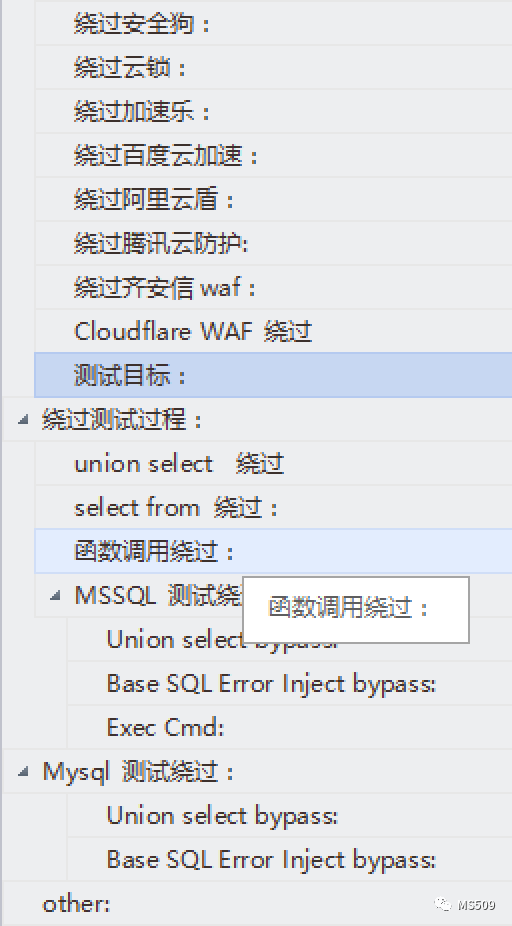 绕过安全狗：
绕过云锁：
绕过加速乐：
绕过百度云加速：
绕过阿里云盾：
绕过腾讯云防护:
绕过齐安信 waf：
Cloudflare WAF 绕过
测试目标：
绕过测试过程：
union select 绕过
select from 绕过：
函数调用绕过：
MSSQL 测试绕
函数调用绕过：
Union select bypass:
Base SQL Error Inject bypass:
Exec Cmd:
Mysql 测试绕过：
Union select bypass:
Base SQL Error Inject bypass:
other:
MS509